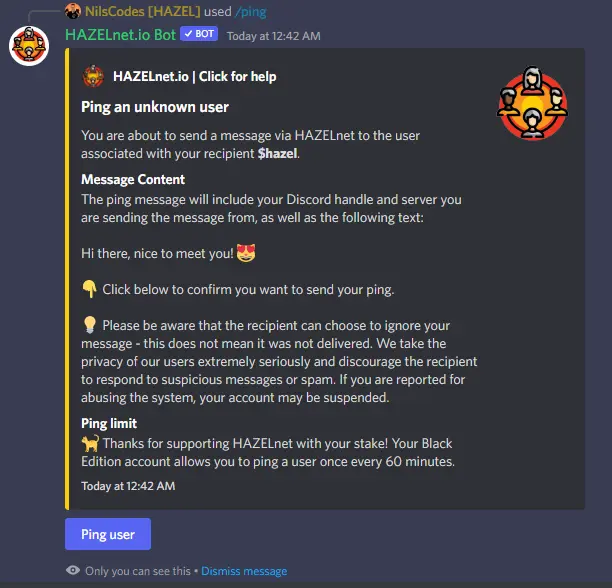 NilsCodes [HAZEL] used /ping
HAZELnet.io Bot ✓ BOT Today at 12:42 AM
HAZELnet.io | Click for help
Ping an unknown user
You are about to send a message via HAZELnet to the user
associated with your recipient $hazel.
Message Content
The ping message will include your Discord handle and server you
are sending the message from, as well as the following text:
Hi there, nice to meet you! 😻
👇 Click below to confirm you want to send your ping.
💡 Please be aware that the recipient can choose to ignore your
message - this does not mean it was not delivered. We take the
privacy of our users extremely seriously and discourage the recipient
to respond to suspicious messages or spam. If you are reported for
abusing the system, your account may be suspended.
Ping limit
🐈 Thanks for supporting HAZELnet with your stake! Your Black
Edition account allows you to ping a user once every 60 minutes.
Today at 12:42 AM
Ping user
Only you can see this • Dismiss message